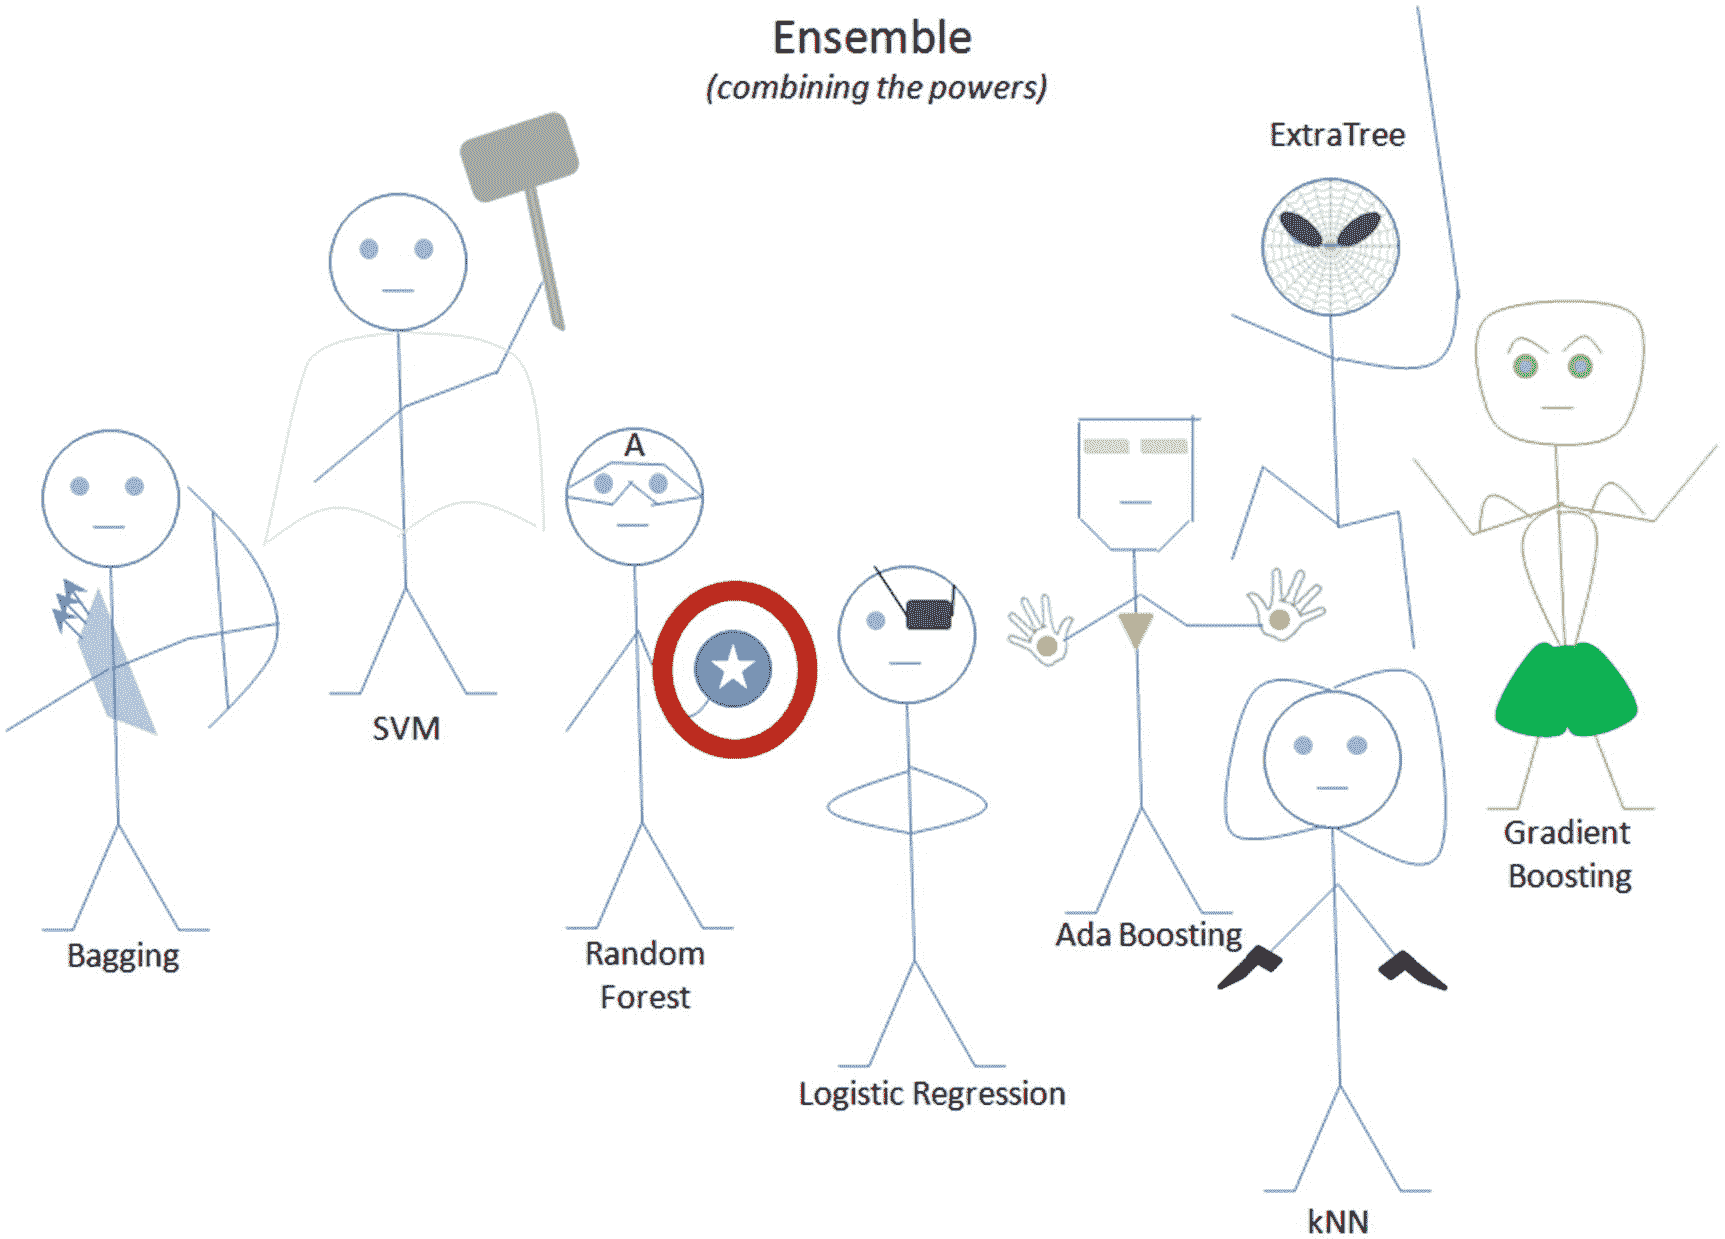 Ensemble
(combining the powers)
ExtraTree
A
SVM
Gradient
Boosting
Ada Boosting
Bagging
Random
Forest
Logistic Regression
kNN